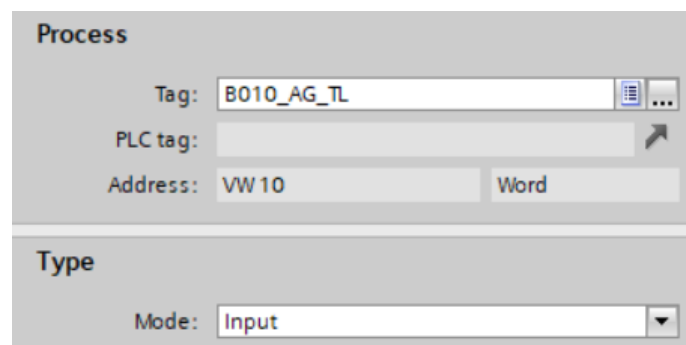 Process
Tag: B010_AG_TL ...
PLC tag:
Address: VW 10 Word
Type
Mode: Input